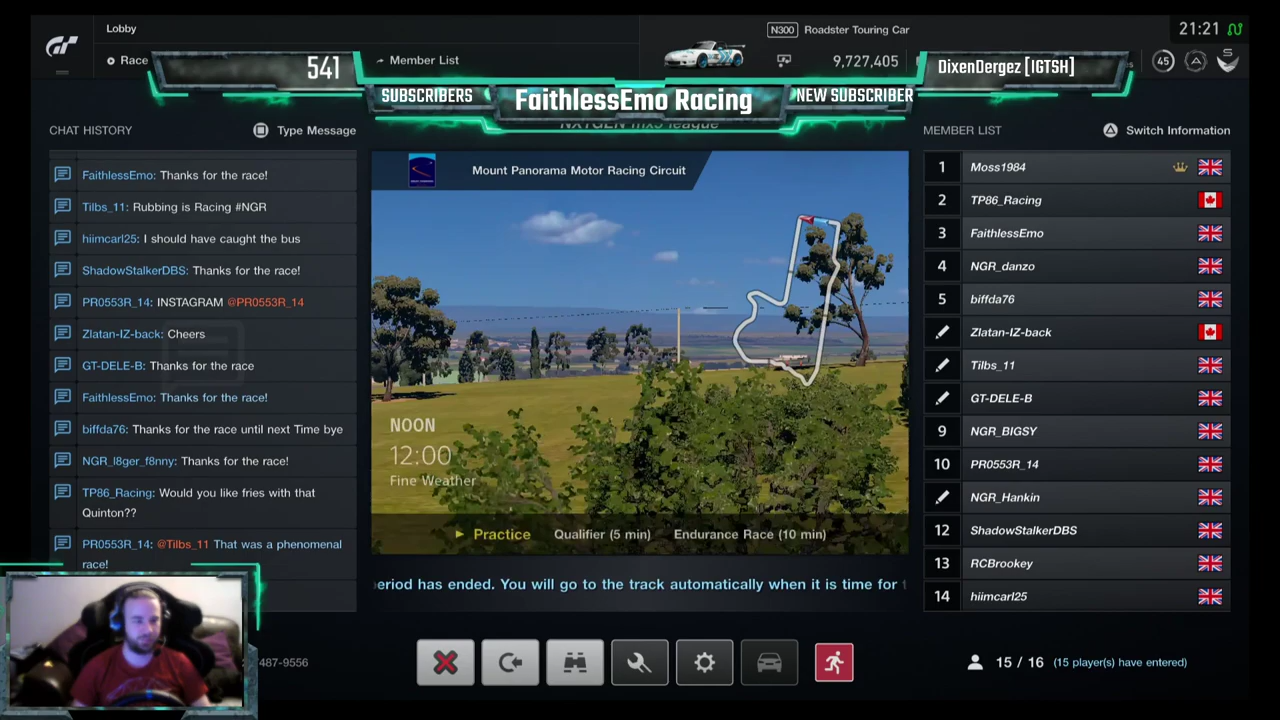 Lobby
N300 Roadster Touring Car
21:21
Race
541
Member List
9,727,405
DixenDergez [IGTSH]
45
S
SUBSCRIBERS
FaithlessEmo Racing
NEW SUBSCRIBER
CHAT HISTORY
Type Message
NXTGEN mx5 league
MEMBER LIST
Switch Information
FaithlessEmo: Thanks for the race!
Tilbs_11: Rubbing is Racing #NGR
hiimcarl25: I should have caught the bus
ShadowStalkerDBS: Thanks for the race!
PR0553R_14: INSTAGRAM @PR0553R_14
Zlatan-IZ-back: Cheers
GT-DELE-B: Thanks for the race
FaithlessEmo: Thanks for the race!
biffda76: Thanks for the race until next Time bye
NGR_l8ger_f8nny: Thanks for the race!
TP86_Racing: Would you like fries with that
Quinton??
PR0553R_14: @Tilbs_11 That was a phenomenal
race!
Mount Panorama Motor Racing Circuit
NOON
12:00
Fine Weather
Practice Qualifier (5 min) Endurance Race (10 min)
period has ended. You will go to the track automatically when it is time for
1 Moss1984
2 TP86_Racing
3 FaithlessEmo
4 NGR_danzo
5 biffda76
Zlatan-IZ-back
Tilbs_11
GT-DELE-B
9 NGR_BIGSY
10 PR0553R_14
NGR_Hankin
12 ShadowStalkerDBS
13 RCBrookey
14 hiimcarl25
487-9556
15 / 16 (15 player(s) have entered)